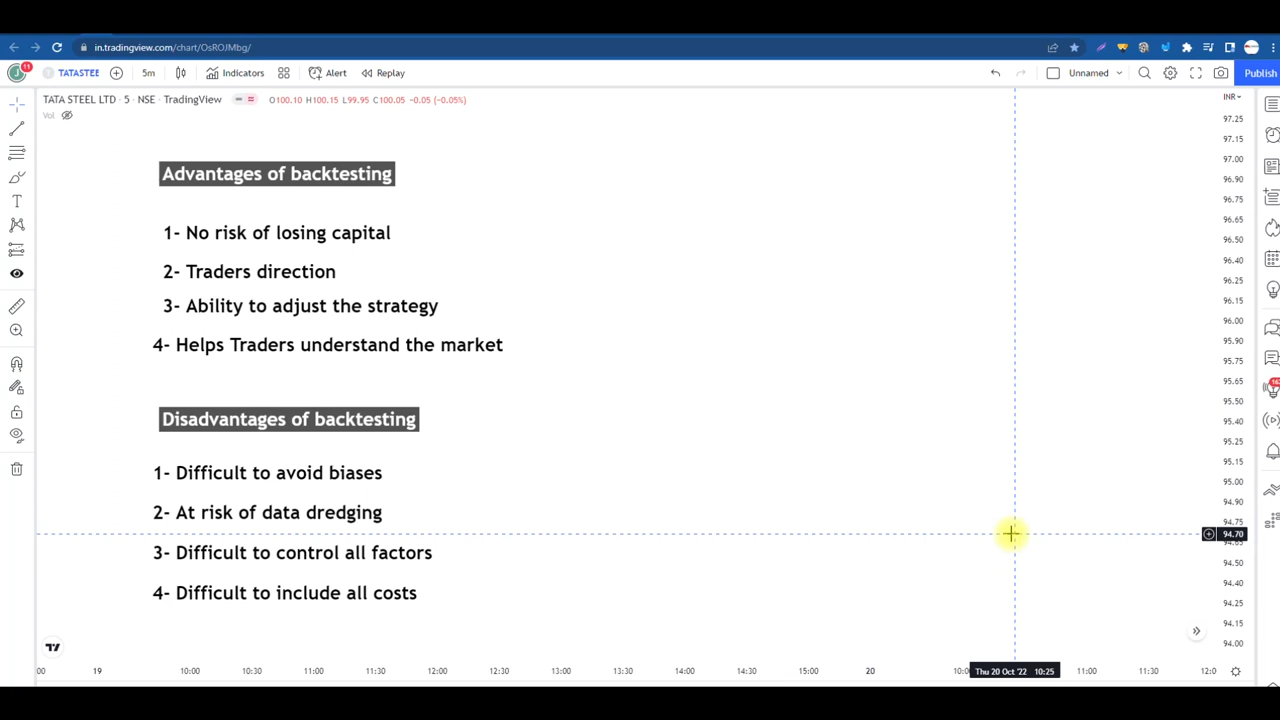 in.tradingview.com/chart/OsROJMbg/
11
TATASTEE
5m
Indicators
Alert
Replay
Unnamed
Publish
TATA STEEL LTD · 5 · NSE · TradingView
O100.10 H100.15 L99.95 C100.05 -0.05 (-0.05%)
Vol
INR
Advantages of backtesting
1- No risk of losing capital
2- Traders direction
3- Ability to adjust the strategy
4- Helps Traders understand the market
Disadvantages of backtesting
1- Difficult to avoid biases
2- At risk of data dredging
3- Difficult to control all factors
4- Difficult to include all costs
97.25
97.15
97.00
96.90
96.75
96.65
96.50
96.40
96.25
96.15
96.00
95.90
95.75
95.65
95.50
95.40
95.25
95.15
95.00
94.90
94.75
94.70
94.50
94.40
94.25
94.15
94.00
:00
19
10:00
10:30
11:00
11:30
12:00
12:30
13:00
13:30
14:00
14:30
15:00
20
Thu 20 Oct '22 10:25
11:00
11:30